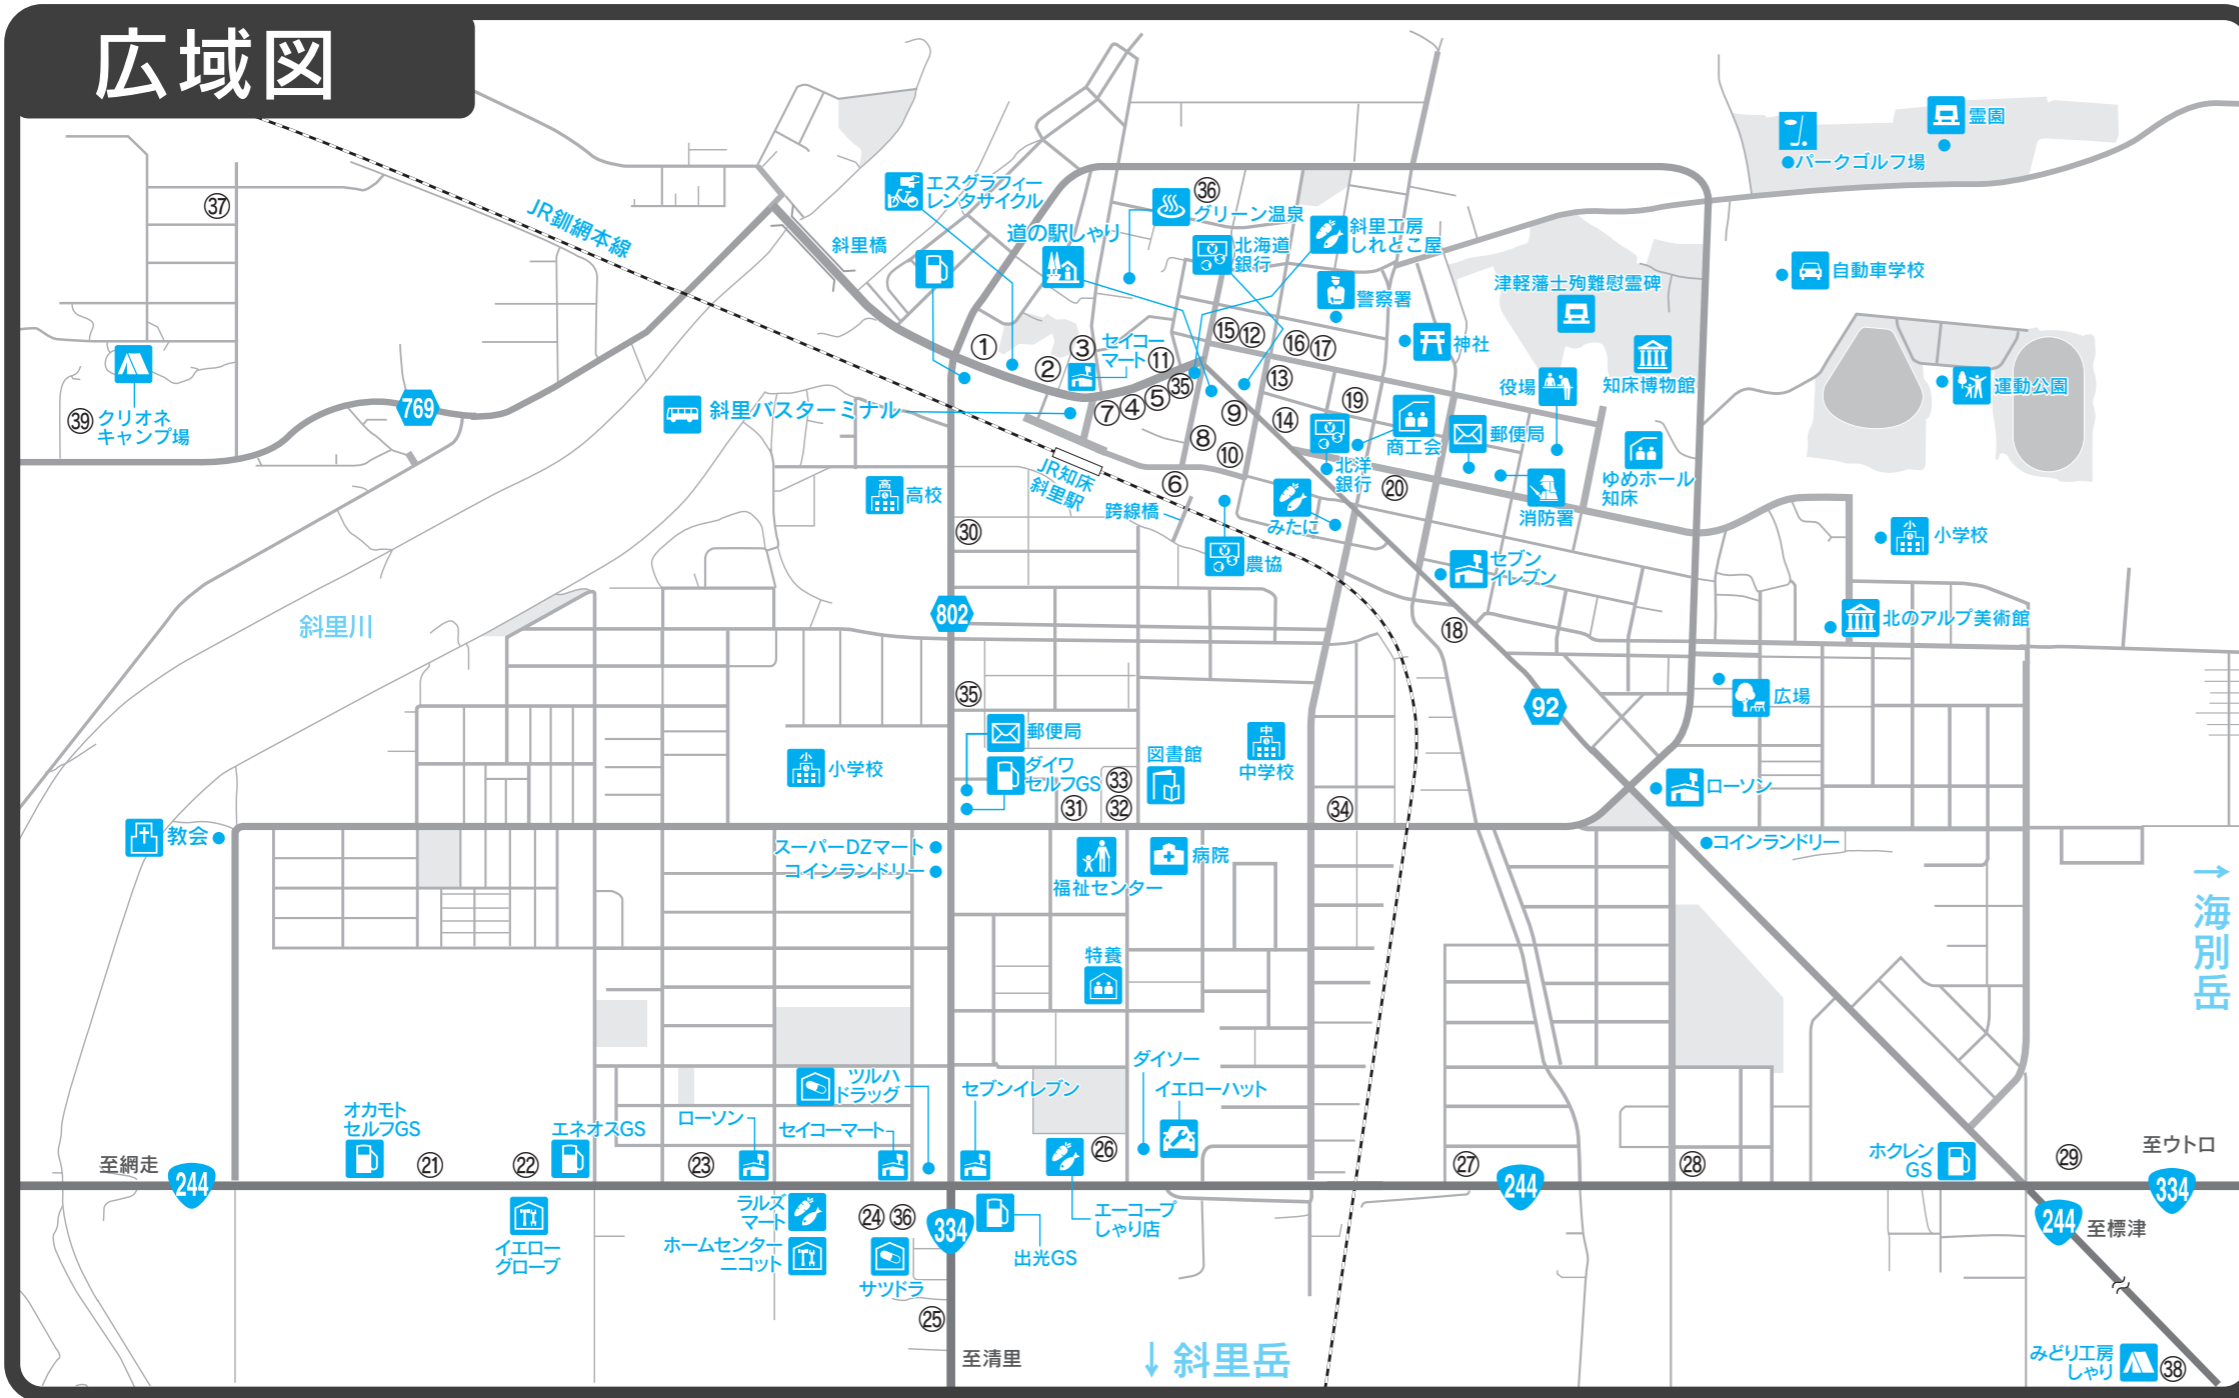 広域図
霊園
パークゴルフ場
㊲
JR釧網本線
エスグラフィー
レンタサイクル
斜里橋
道の駅しゃり
㊱
グリーン温泉
北海道
銀行
斜里工房
しれとこ屋
警察署
津軽藩士殉難慰霊碑
自動車学校
神社
知床博物館
運動公園
役場
①
②
③
セイコー
マート
⑪
⑮
⑫
⑯
⑰
⑬
⑦
④
⑤
㉟
⑨
⑭
⑲
⑧
⑩
⑥
769
㊴
クリオネ
キャンプ場
斜里バスターミナル
JR知床
斜里駅
跨線橋
高校
高
北洋
銀行
商工会
郵便局
⑳
ゆめホール
知床
消防署
みたに
農協
㉚
小
小学校
セブン
イレブン
802
斜里川
⑱
北のアルプ美術館
㉟
92
広場
郵便局
小
小学校
ダイワ
セルフGS
㉝
㉛
㉜
図書館
中
中学校
㉞
ローソン
教会
スーパーDZマート
コインランドリー
福祉センター
病院
コインランドリー
→
海別岳
特養
ツルハ
ドラッグ
セブンイレブン
ダイソー
イエローハット
オカモト
セルフGS
エネオスGS
ローソン
セイコーマート
至網走
244
㉑
㉒
㉓
㉖
㉗
244
㉘
ホクレン
GS
㉙
至ウトロ
334
イエロー
グローブ
ラルズ
マート
ホームセンター
ニコット
㉔
㊱
サツドラ
334
出光GS
エーコープ
しゃり店
244
至標津
㉕
至清里
↓斜里岳
みどり工房
しゃり
㊳